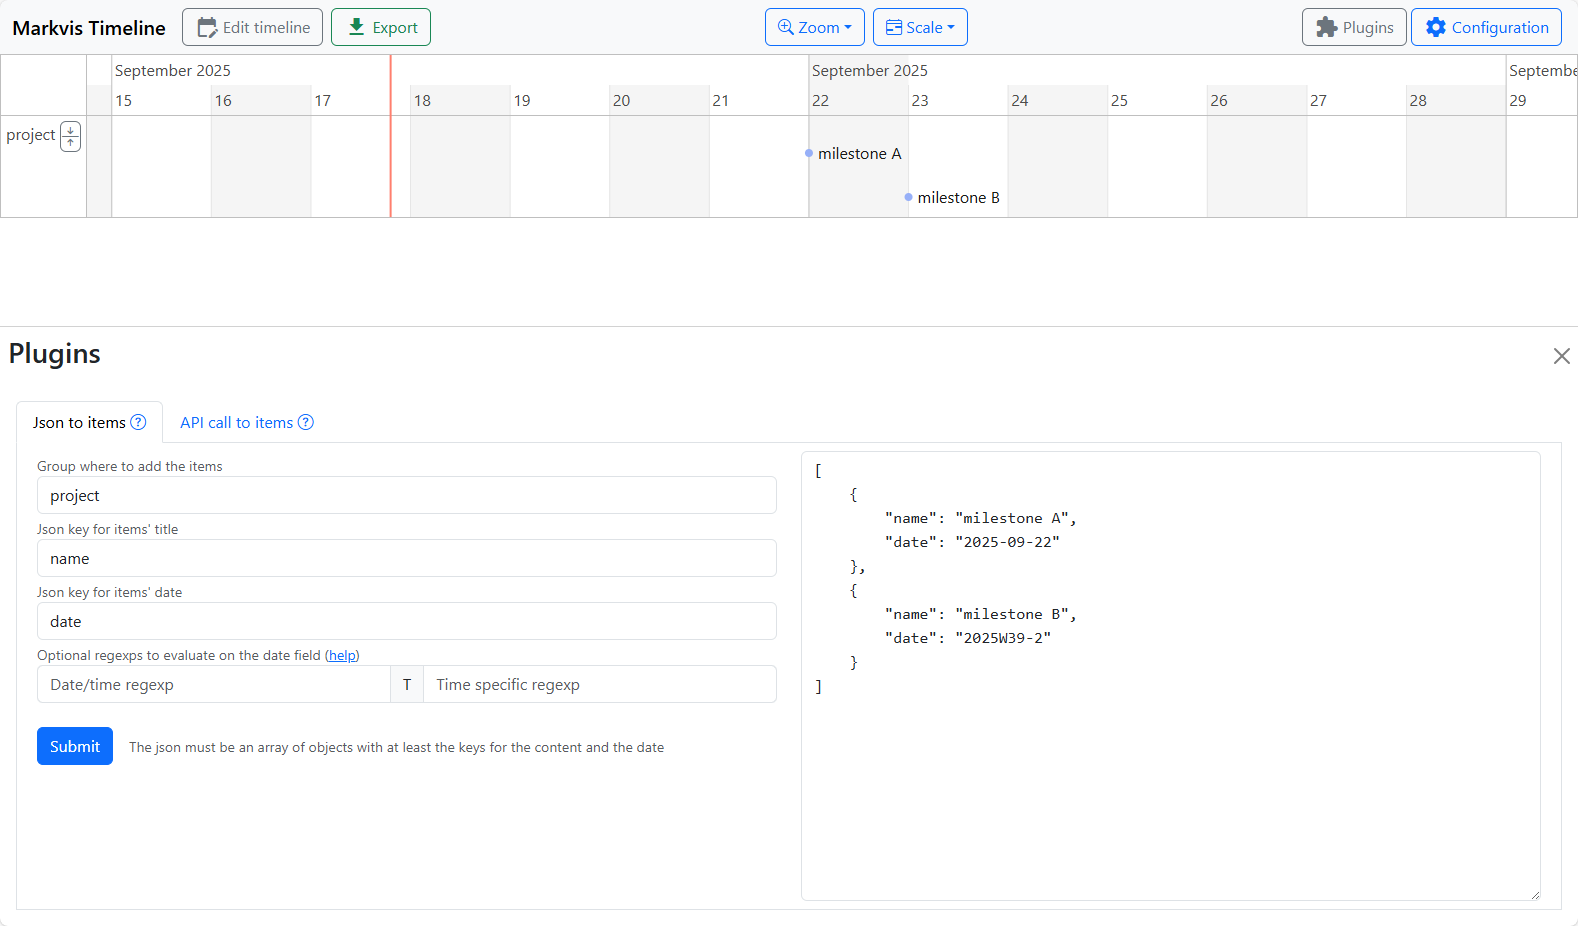 Markvis Timeline Edit timeline Export Zoom Scale Plugins Configuration
September 2025 September 2025 Septembe
15 16 17 18 19 20 21 22 23 24 25 26 27 28 29
project
milestone A
milestone B
Plugins
Json to items ? API call to items ?
Group where to add the items
project
Json key for items' title
name
Json key for items' date
date
Optional regexps to evaluate on the date field (help)
Date/time regexp T Time specific regexp
Submit The json must be an array of objects with at least the keys for the content and the date
[
    {
        "name": "milestone A",
        "date": "2025-09-22"
    },
    {
        "name": "milestone B",
        "date": "2025W39-2"
    }
]